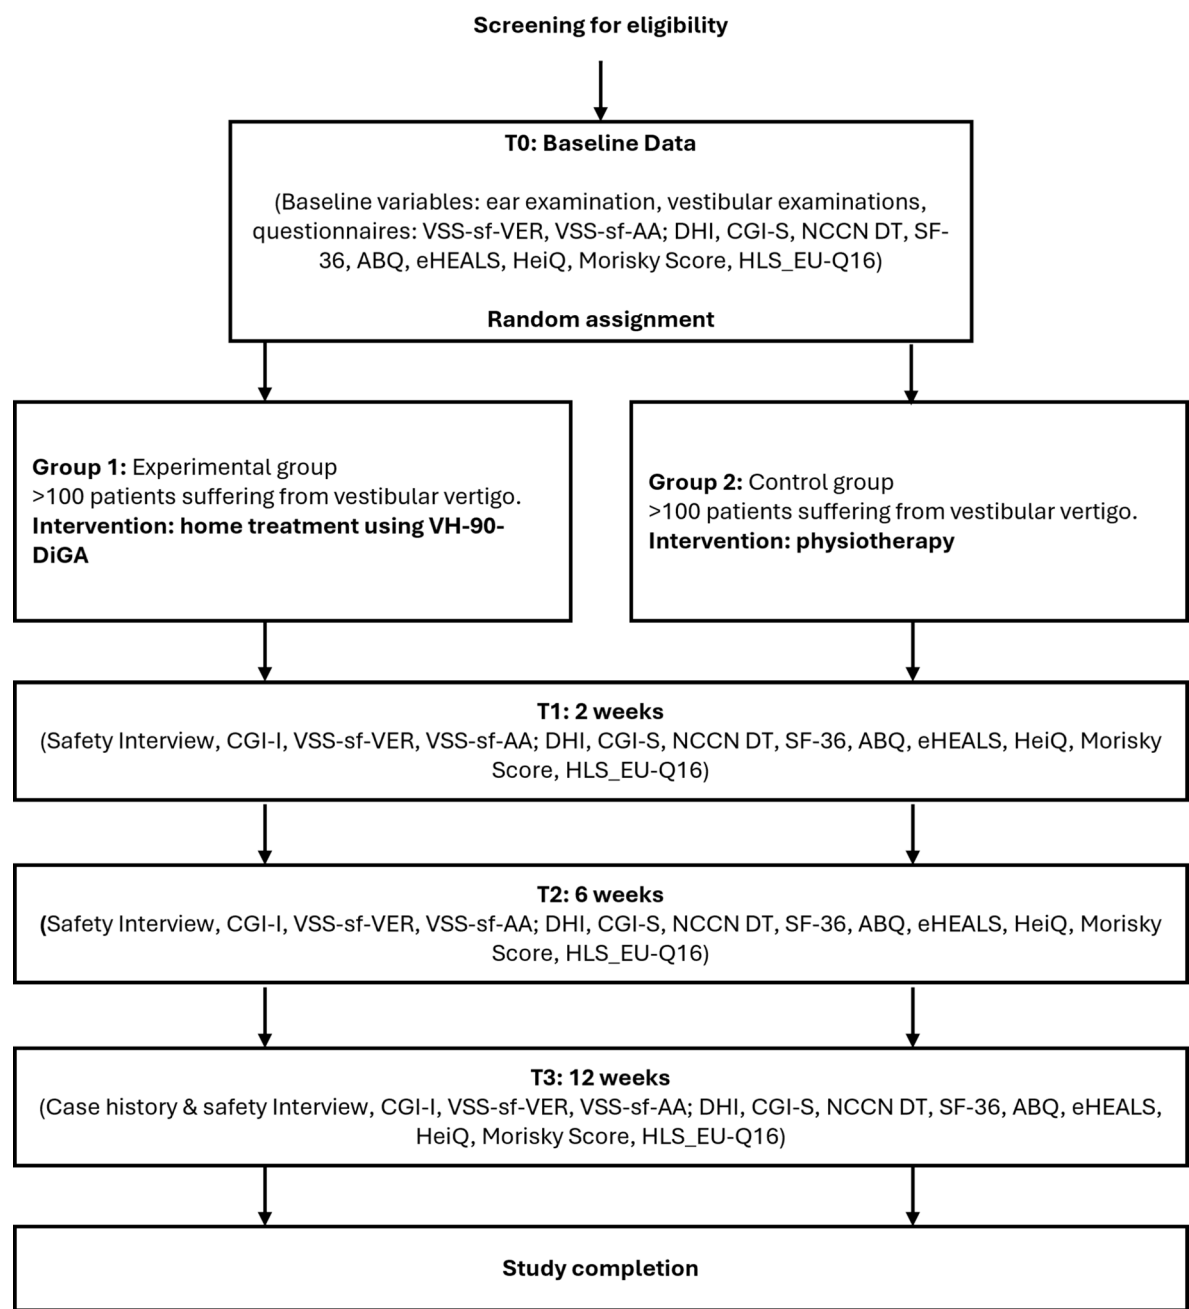 Screening for eligibility
T0: Baseline Data
(Baseline variables: ear examination, vestibular examinations,
questionnaires: VSS-sf-VER, VSS-sf-AA; DHI, CGI-S, NCCN DT, SF-
36, ABQ, eHEALS, HeiQ, Morisky Score, HLS_EU-Q16)
Random assignment
Group 1: Experimental group
>100 patients suffering from vestibular vertigo.
Intervention: home treatment using VH-90-
DiGA
Group 2: Control group
>100 patients suffering from vestibular vertigo.
Intervention: physiotherapy
T1: 2 weeks
(Safety Interview, CGI-I, VSS-sf-VER, VSS-sf-AA; DHI, CGI-S, NCCN DT, SF-36, ABQ, eHEALS, HeiQ, Morisky
Score, HLS_EU-Q16)
T2: 6 weeks
(Safety Interview, CGI-I, VSS-sf-VER, VSS-sf-AA; DHI, CGI-S, NCCN DT, SF-36, ABQ, eHEALS, HeiQ, Morisky
Score, HLS_EU-Q16)
T3: 12 weeks
(Case history & safety Interview, CGI-I, VSS-sf-VER, VSS-sf-AA; DHI, CGI-S, NCCN DT, SF-36, ABQ, eHEALS,
HeiQ, Morisky Score, HLS_EU-Q16)
Study completion